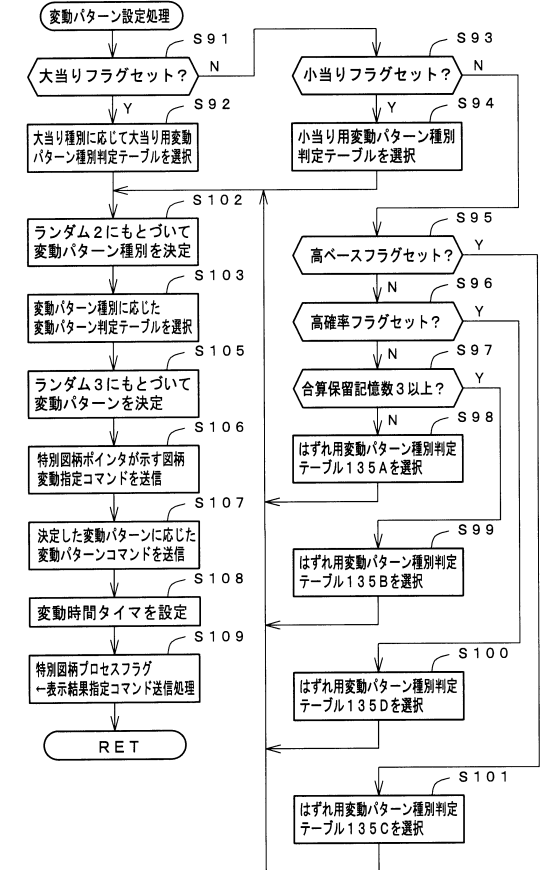 変動パターン設定処理
S91
大当りフラグセット？
N
Y
S92
大当り種別に応じて大当り用変動
パターン種別判定テーブルを選択
S93
小当りフラグセット？
N
Y
S94
小当り用変動パターン種別
判定テーブルを選択
S95
高ベースフラグセット？
Y
N
S96
高確率フラグセット？
Y
N
S97
合算保留記憶数３以上？
Y
N
S98
はずれ用変動パターン種別判定
テーブル１３５Aを選択
S99
はずれ用変動パターン種別判定
テーブル１３５Bを選択
S100
はずれ用変動パターン種別判定
テーブル１３５Dを選択
S101
はずれ用変動パターン種別判定
テーブル１３５Cを選択
S102
ランダム２にもとづいて
変動パターン種別を決定
S103
変動パターン種別に応じた
変動パターン判定テーブルを選択
S105
ランダム３にもとづいて
変動パターンを決定
S106
特別図柄ポインタが示す図柄
変動指定コマンドを送信
S107
決定した変動パターンに応じた
変動パターンコマンドを送信
S108
変動時間タイマを設定
S109
特別図柄プロセスフラグ
←表示結果指定コマンド送信処理
RET